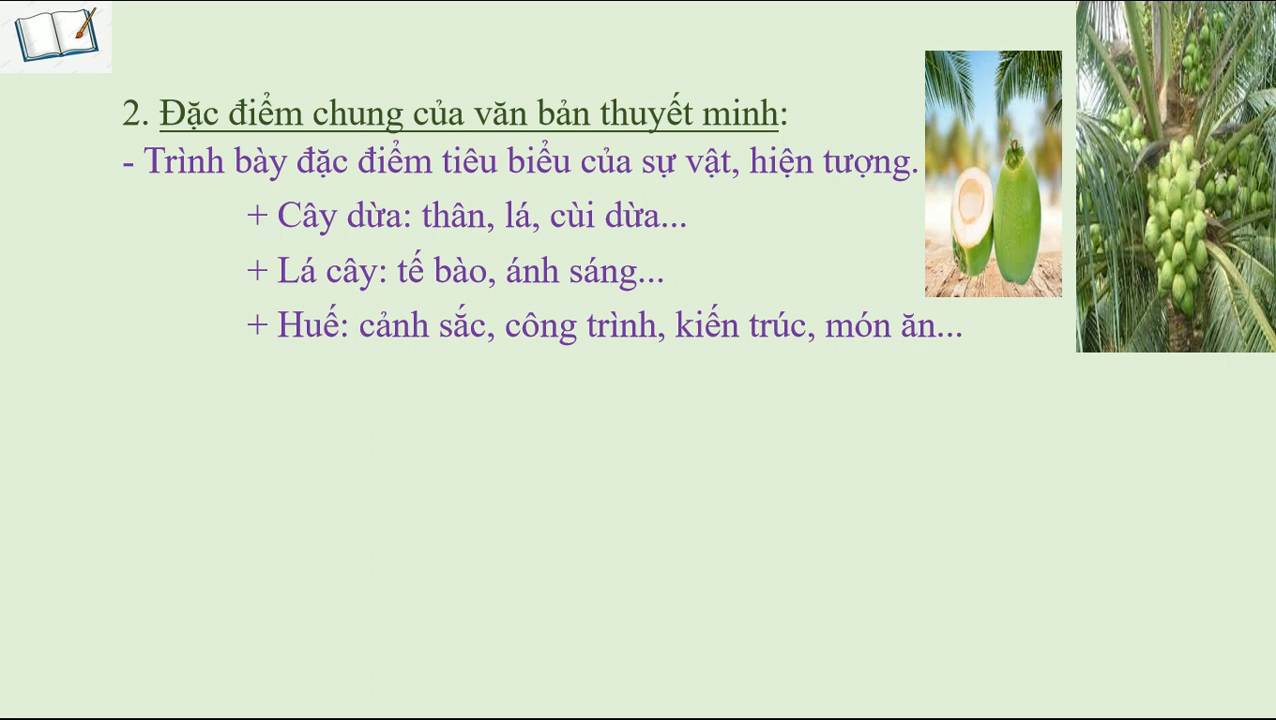 2. Đặc điểm chung của văn bản thuyết minh:
- Trình bày đặc điểm tiêu biểu của sự vật, hiện tượng.
+ Cây dừa: thân, lá, cùi dừa...
+ Lá cây: tế bào, ánh sáng...
+ Huế: cảnh sắc, công trình, kiến trúc, món ăn...